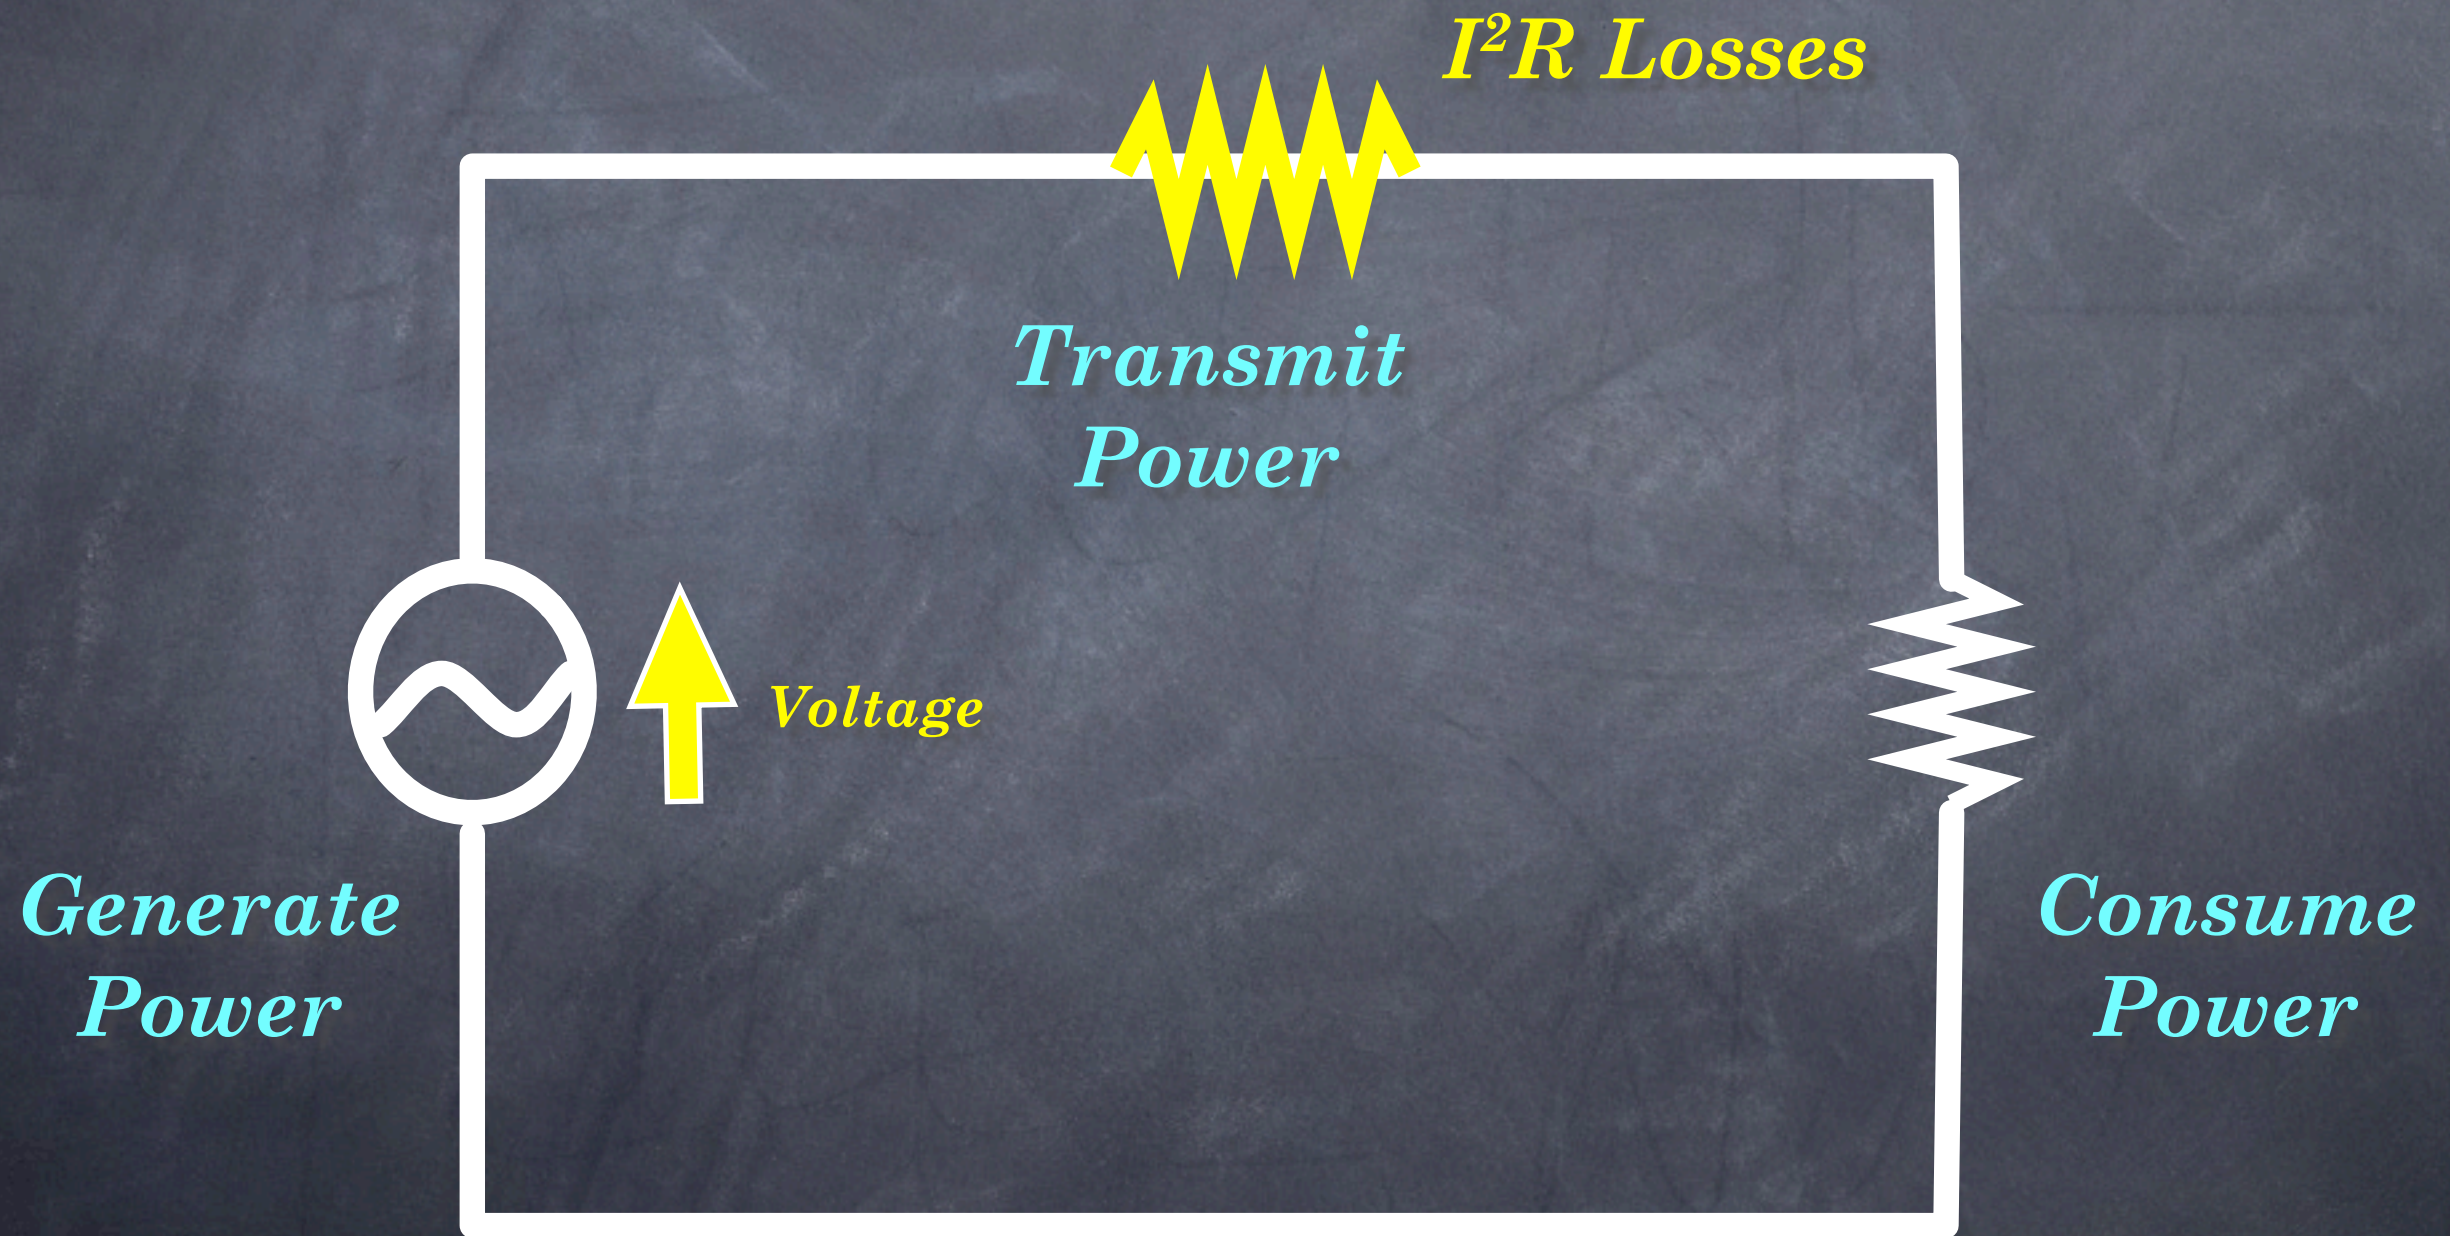 I²R Losses
Transmit
Power
Voltage
Generate
Power
Consume
Power